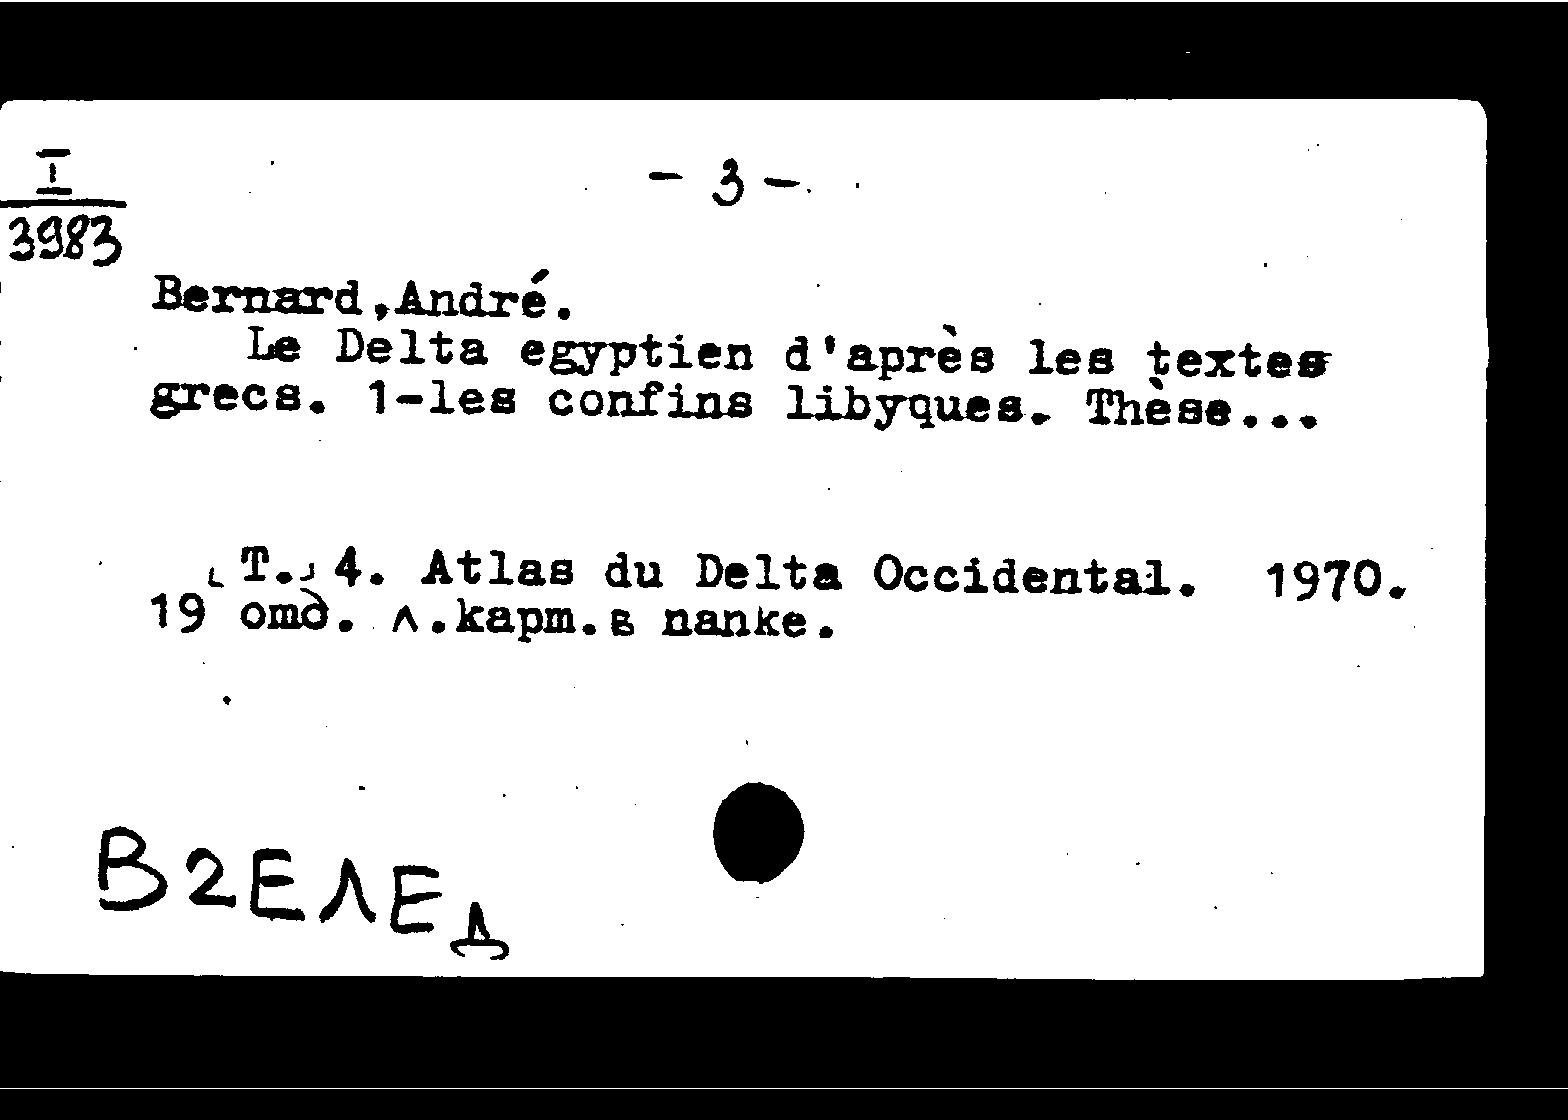 I
3983
- 3 -
Bernard,André.
Le Delta egyptien d'après les textes
grecs. 1-les confins libyques. Thèse...
[T.] 4. Atlas du Delta Occidental. 1970.
19 отд. л.карт.в папке.
В2ЕЛЕД